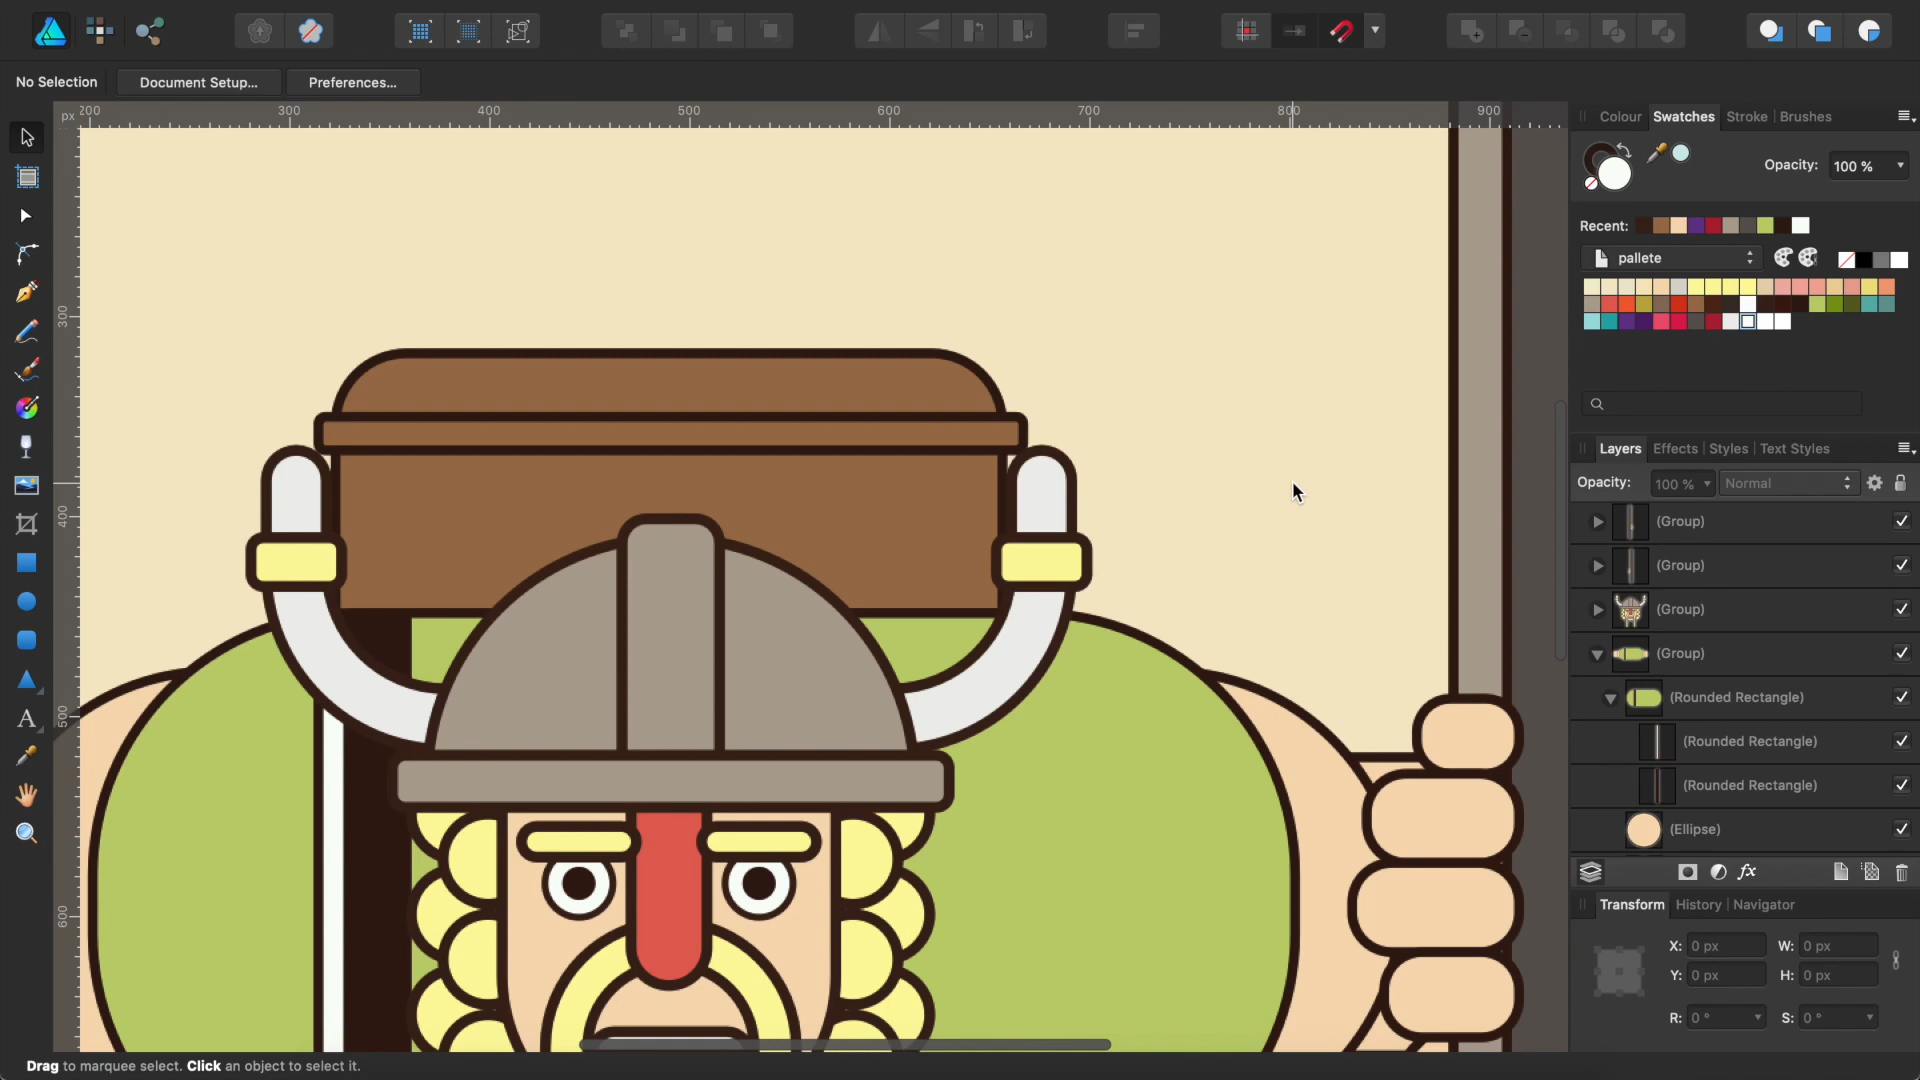 No Selection
Document Setup...
Preferences...
px
200 300 400 500 600 700 800 900
300
400
500
600
Colour Swatches Stroke Brushes
Opacity: 100 %
Recent:
pallete
Layers Effects Styles Text Styles
Opacity: 100 % Normal
(Group)
(Group)
(Group)
(Group)
(Rounded Rectangle)
(Rounded Rectangle)
(Rounded Rectangle)
(Ellipse)
fx
Transform History Navigator
X: 0 px W: 0 px
Y: 0 px H: 0 px
R: 0 ° S: 0 °
A
Drag to marquee select. Click an object to select it.